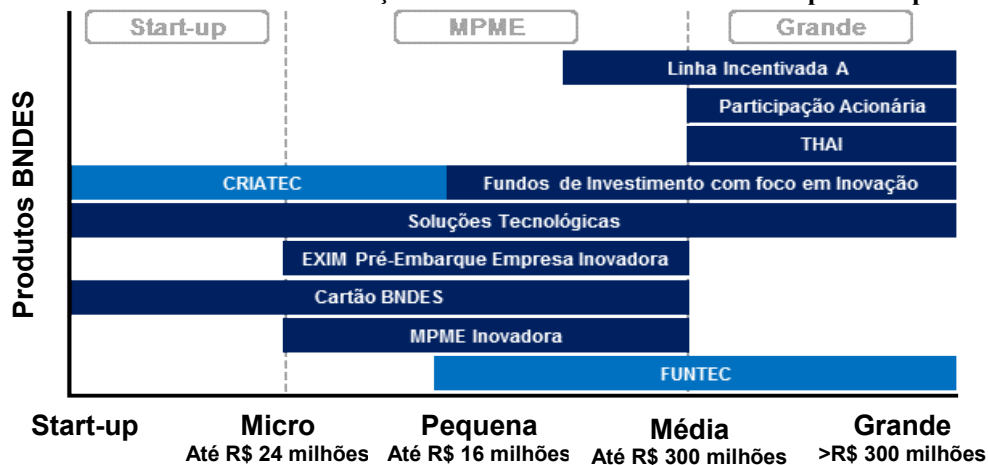 Start-up
MPME
Grande
Linha Incentivada A
Participação Acionária
THAI
CRIATEC
Fundos de Investimento com foco em Inovação
Soluções Tecnológicas
EXIM Pré-Embarque Empresa Inovadora
Cartão BNDES
MPME Inovadora
FUNTEC
Produtos BNDES
Start-up
Micro
Até R$ 24 milhões
Pequena
Até R$ 16 milhões
Média
Até R$ 300 milhões
Grande
>R$ 300 milhões